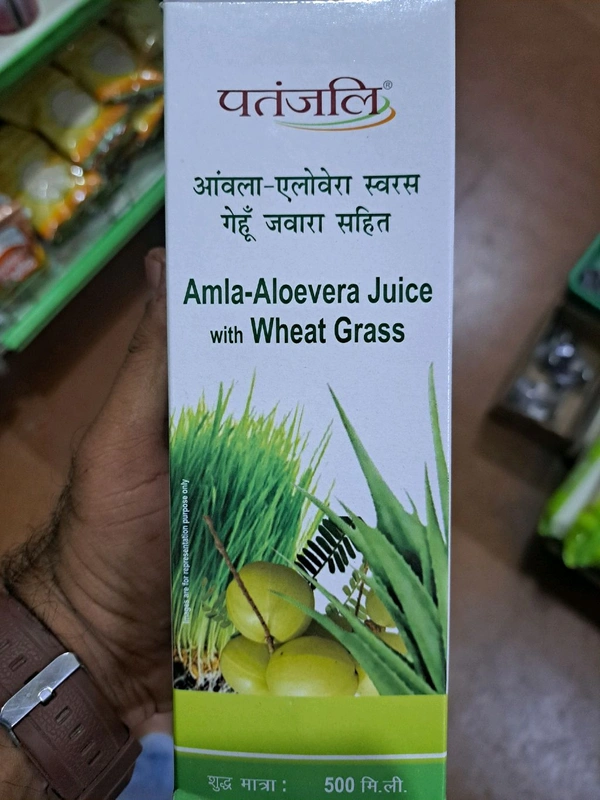 पतंजलि®
आंवला-एलोवेरा स्वरस
गेहूँ जवारा सहित
Amla-Aloevera Juice
with Wheat Grass
Images are for representation purpose only
शुद्ध मात्रा : 500 मि.ली.